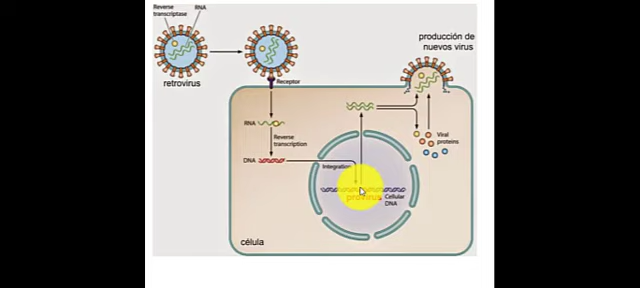 Reverse
transcriptase
RNA
retrovirus
Receptor
producción de
nuevos virus
RNA
Reverse
transcription
DNA
Integration
Viral
proteins
provirus
Cellular
DNA
célula